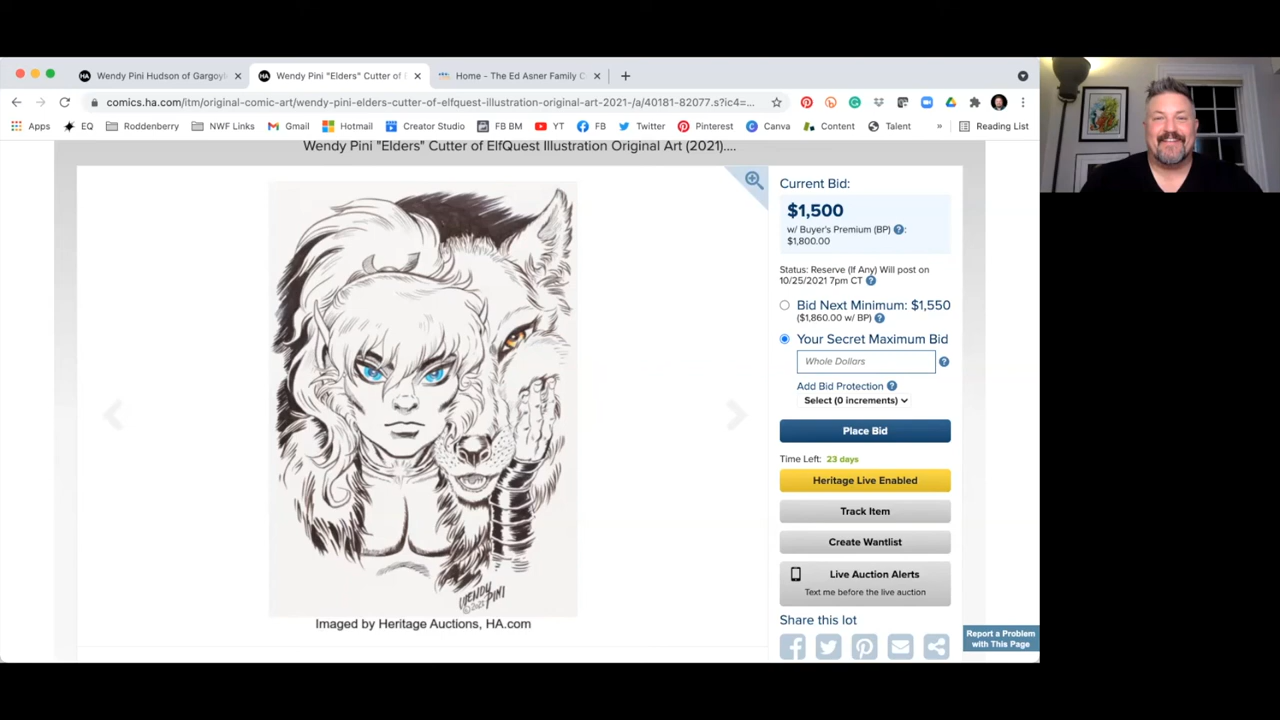 Wendy Pini Hudson of Gargoyl
Wendy Pini "Elders" Cutter of E
Home - The Ed Asner Family C
comics.ha.com/itm/original-comic-art/wendy-pini-elders-cutter-of-elfquest-illustration-original-art-2021-/a/40181-82077.s?ic4=...
Apps EQ Roddenberry NWF Links Gmail Hotmail Creator Studio FB BM YT FB Twitter Pinterest Canva Content Talent » Reading List
Wendy Pini "Elders" Cutter of ElfQuest Illustration Original Art (2021)....
WENDY
PINI
©2021
Imaged by Heritage Auctions, HA.com
Current Bid:
$1,500
w/ Buyer's Premium (BP) ?:
$1,800.00
Status: Reserve (If Any) Will post on
10/25/2021 7pm CT ?
Bid Next Minimum: $1,550
($1,860.00 w/ BP) ?
Your Secret Maximum Bid
Whole Dollars ?
Add Bid Protection ?
Select (0 increments)
Place Bid
Time Left: 23 days
Heritage Live Enabled
Track Item
Create Wantlist
Live Auction Alerts
Text me before the live auction
Share this lot
Report a Problem
with This Page